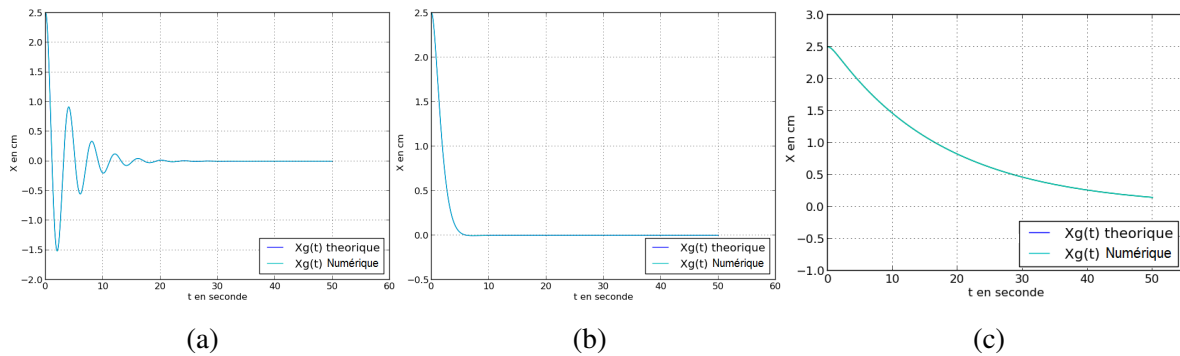 2.5
2.0
1.5
1.0
0.5
0.0
−0.5
−1.0
−1.5
−2.0
X en cm
0 10 20 30 40 50 60
t en seconde
Xg(t) theorique
Xg(t) Numérique
(a)
2.5
2.0
1.5
1.0
0.5
0.0
−0.5
X en cm
0 10 20 30 40 50 60
t en seconde
Xg(t) theorique
Xg(t) Numérique
(b)
3.0
2.5
2.0
1.5
1.0
0.5
0.0
−0.5
−1.0
X en cm
0 10 20 30 40 50
t en seconde
Xg(t) theorique
Xg(t) Numérique
(c)